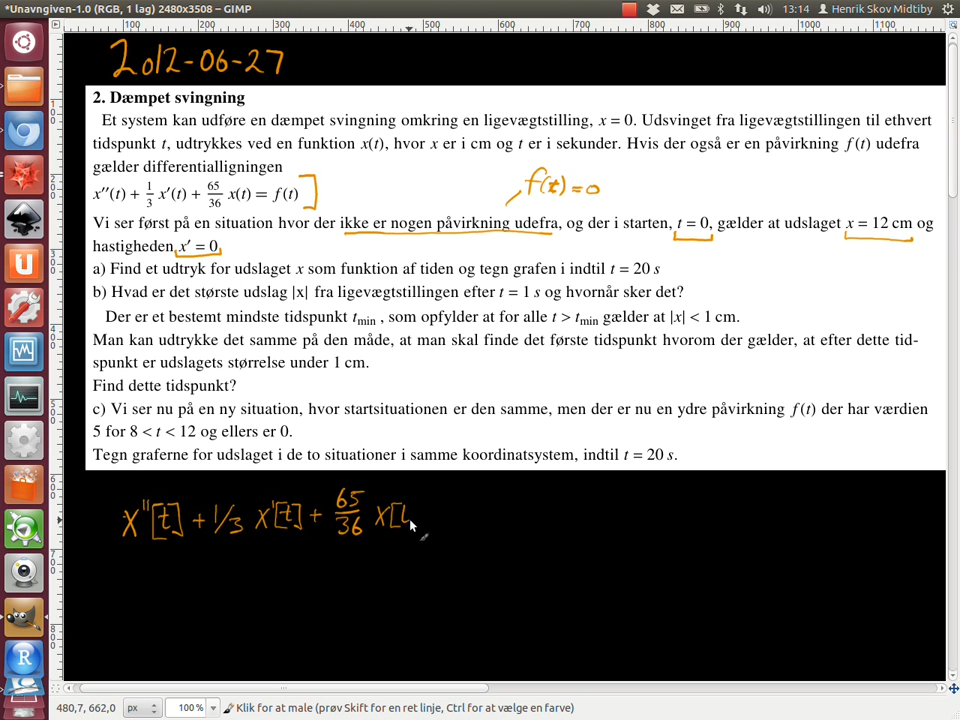 *Unavngiven-1.0 (RGB, 1 lag) 2480x3508 – GIMP
13:14 Henrik Skov Midtiby
100 200 300 400 500 600 700 800 900 1000 1100
2012-06-27
2. Dæmpet svingning
Et system kan udføre en dæmpet svingning omkring en ligevægtstilling, x = 0. Udsvinget fra ligevægtstillingen til ethvert
tidspunkt t, udtrykkes ved en funktion x(t), hvor x er i cm og t er i sekunder. Hvis der også er en påvirkning f(t) udefra
gælder differentialligningen
x''(t) + 1/3 x'(t) + 65/36 x(t) = f(t)
f(t)=0
Vi ser først på en situation hvor der ikke er nogen påvirkning udefra, og der i starten, t = 0, gælder at udslaget x = 12 cm og
hastigheden x' = 0.
a) Find et udtryk for udslaget x som funktion af tiden og tegn grafen i indtil t = 20 s
b) Hvad er det største udslag |x| fra ligevægtstillingen efter t = 1 s og hvornår sker det?
Der er et bestemt mindste tidspunkt tmin , som opfylder at for alle t > tmin gælder at |x| < 1 cm.
Man kan udtrykke det samme på den måde, at man skal finde det første tidspunkt hvorom der gælder, at efter dette tid-
spunkt er udslagets størrelse under 1 cm.
Find dette tidspunkt?
c) Vi ser nu på en ny situation, hvor startsituationen er den samme, men der er nu en ydre påvirkning f(t) der har værdien
5 for 8 < t < 12 og ellers er 0.
Tegn graferne for udslaget i de to situationer i samme koordinatsystem, indtil t = 20 s.
x''[t] + 1/3 x'[t] + 65/36 x[t
480,7, 662,0 px 100 % Klik for at male (prøv Skift for en ret linje, Ctrl for at vælge en farve)